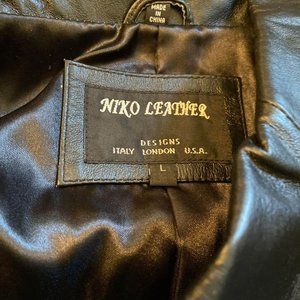 MADE
IN
CHINA
NIKO LEATHER
DESIGNS
ITALY LONDON U.S.A.
L